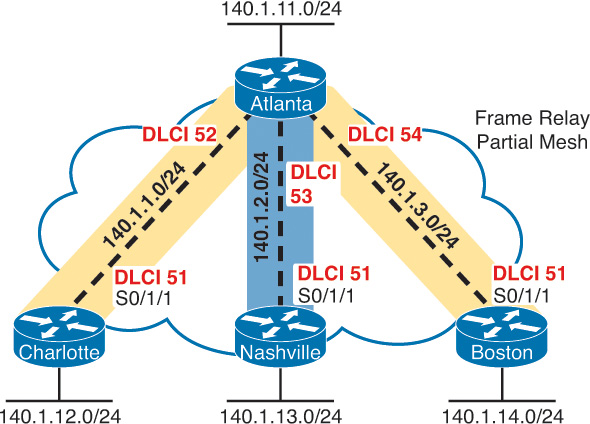 140.1.11.0/24
Atlanta
Frame Relay
Partial Mesh
DLCI 52
DLCI 54
DLCI
53
140.1.1.0/24
140.1.2.0/24
140.1.3.0/24
DLCI 51
S0/1/1
DLCI 51
S0/1/1
DLCI 51
S0/1/1
Charlotte
Nashville
Boston
140.1.12.0/24
140.1.13.0/24
140.1.14.0/24